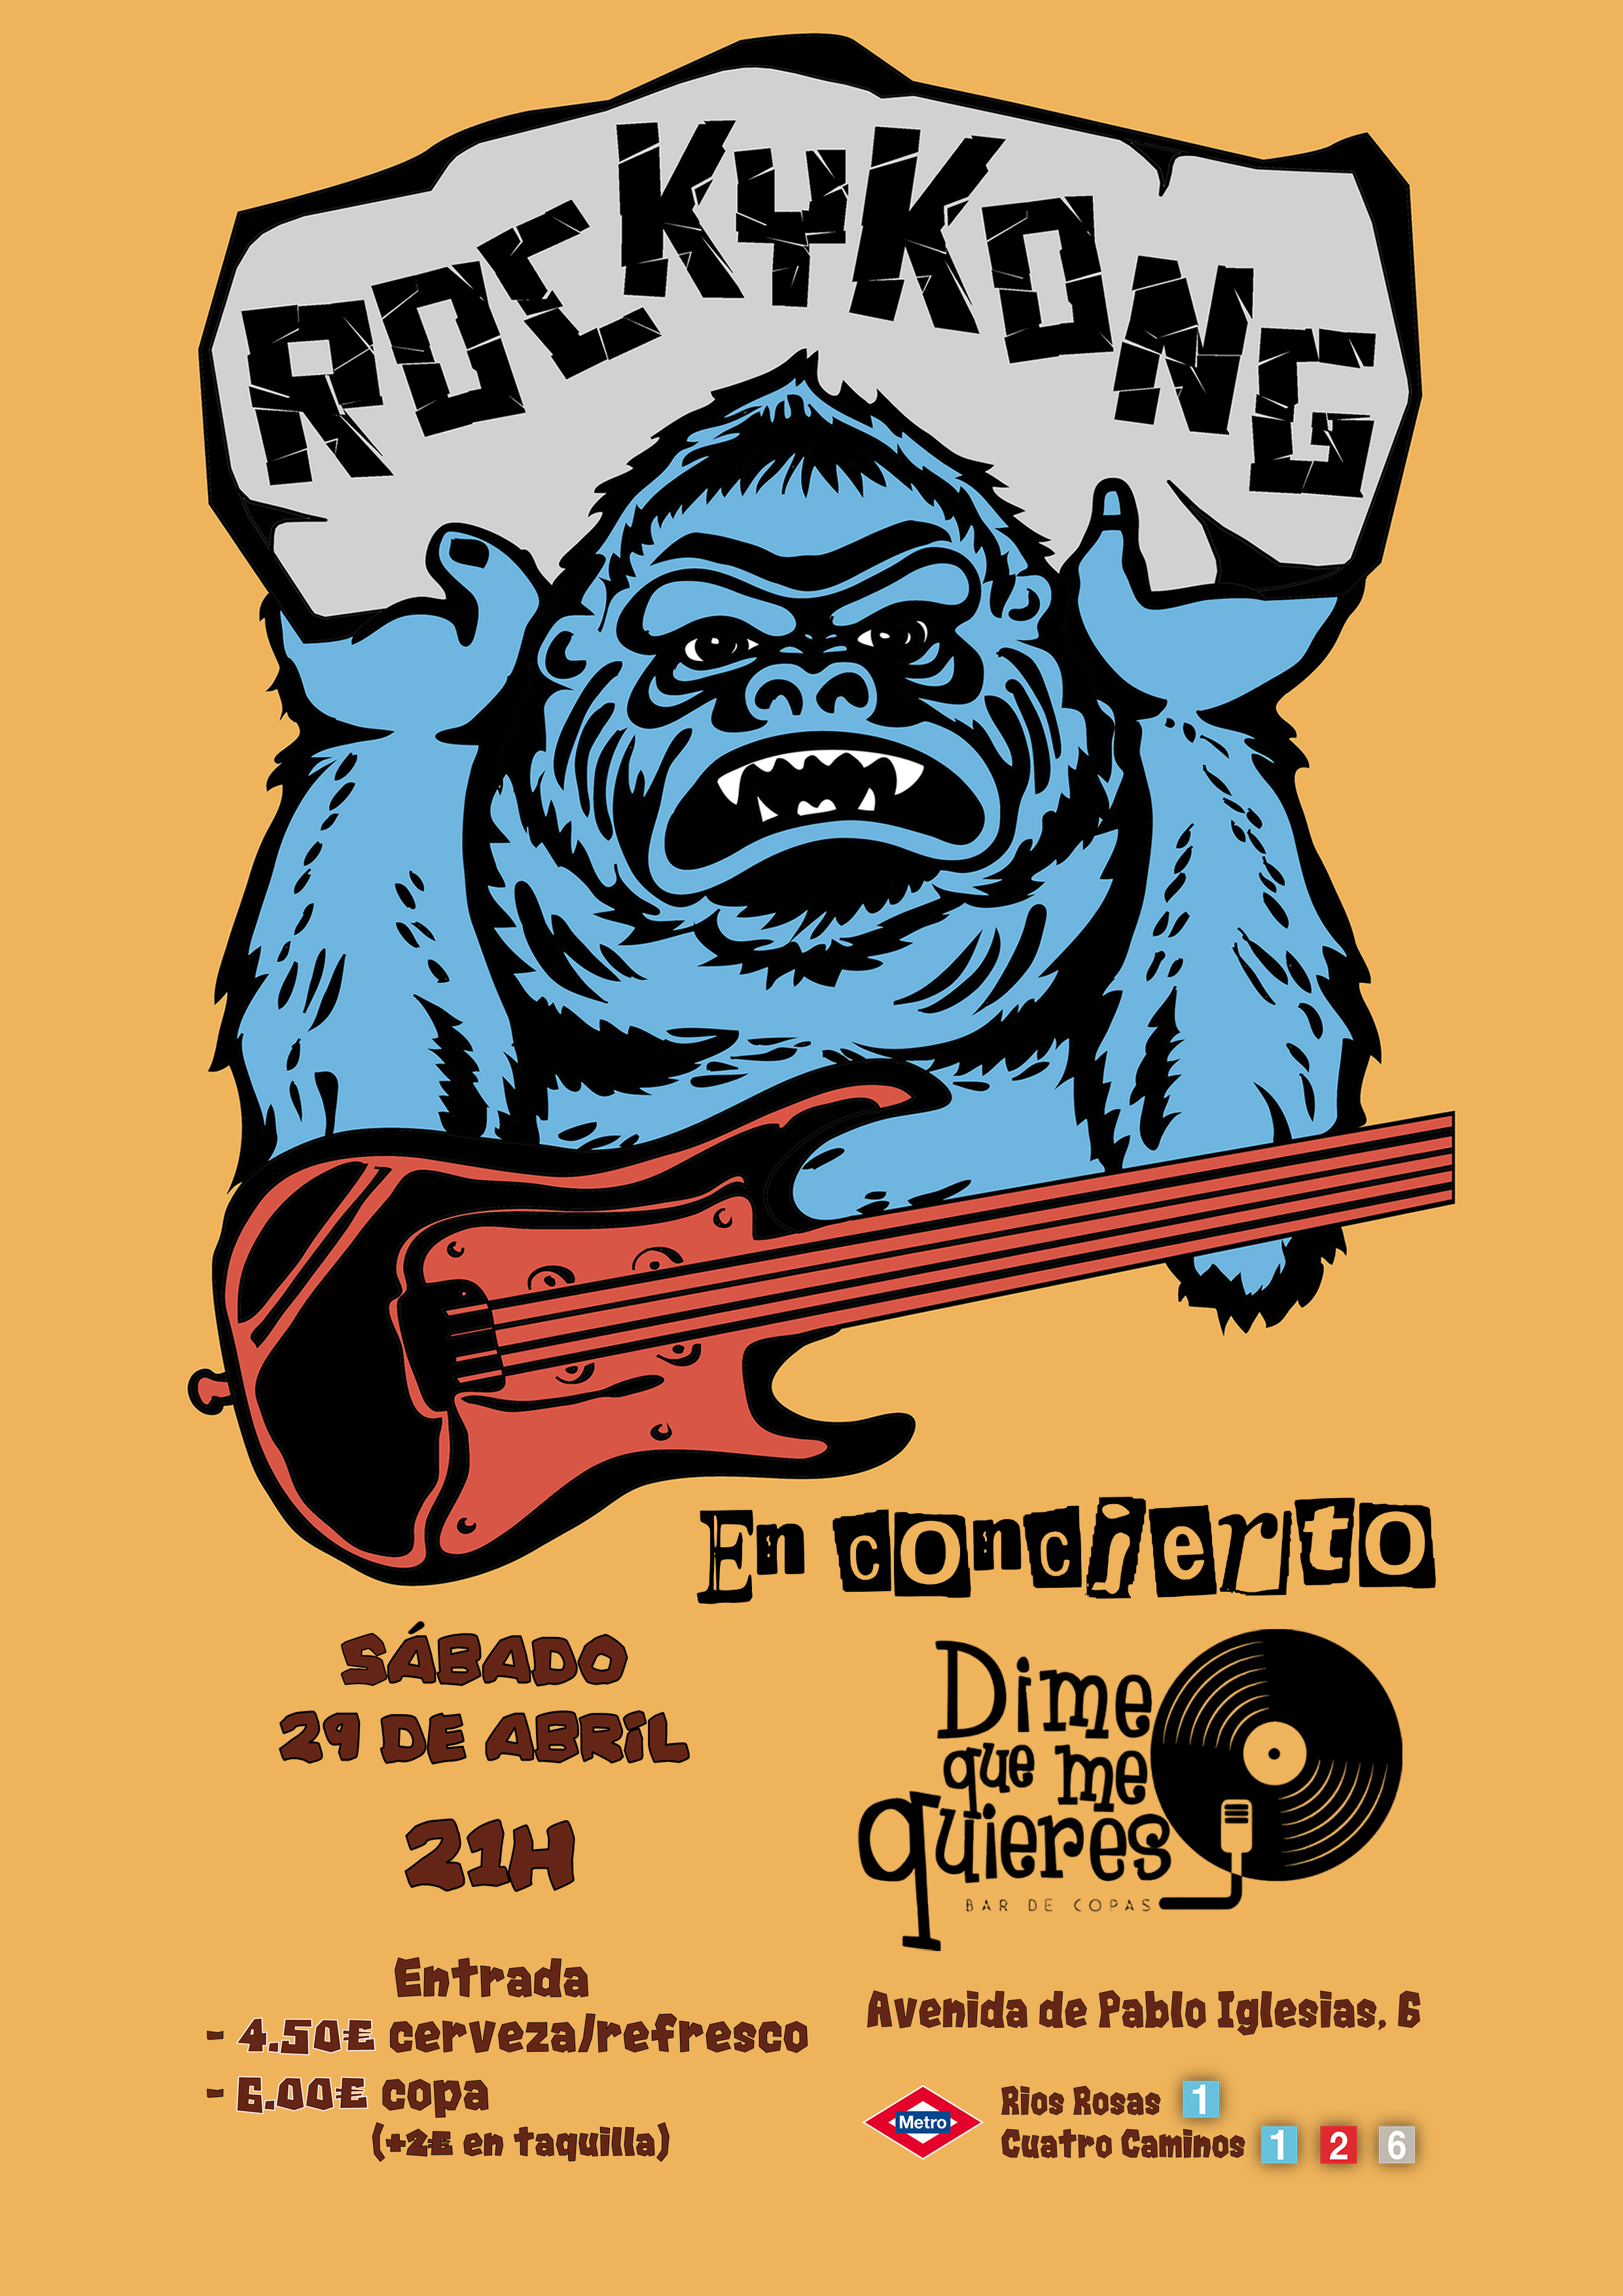 ROCKYKONG
En concierto
SÁBADO
29 DE ABRIL
21H
Entrada
- 4.50€ cerveza/refresco
- 6.00€ copa
(+2€ en taquilla)
Dime
que me
quieres
BAR DE COPAS
Avenida de Pablo Iglesias, 6
Metro
Rios Rosas 1
Cuatro Caminos 1 2 6